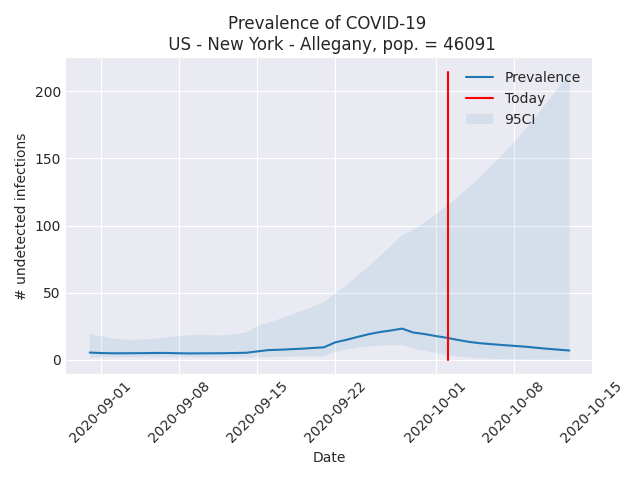 Prevalence of COVID-19
US - New York - Allegany, pop. = 46091
Prevalence
Today
95CI
# undetected infections
200
150
100
50
0
2020-09-01
2020-09-08
2020-09-15
2020-09-22
2020-10-01
2020-10-08
2020-10-15
Date